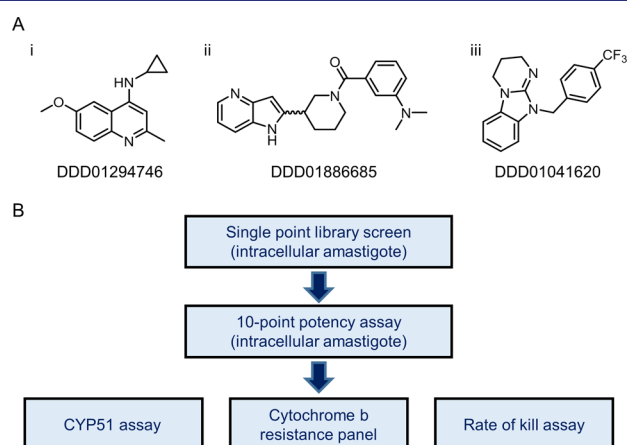 A
i
ii
iii
HN
O
N
N
N
H
N
O
N
N
N
N
CF3
DDD01294746
DDD01886685
DDD01041620
B
Single point library screen
(intracellular amastigote)
10-point potency assay
(intracellular amastigote)
CYP51 assay
Cytochrome b
resistance panel
Rate of kill assay